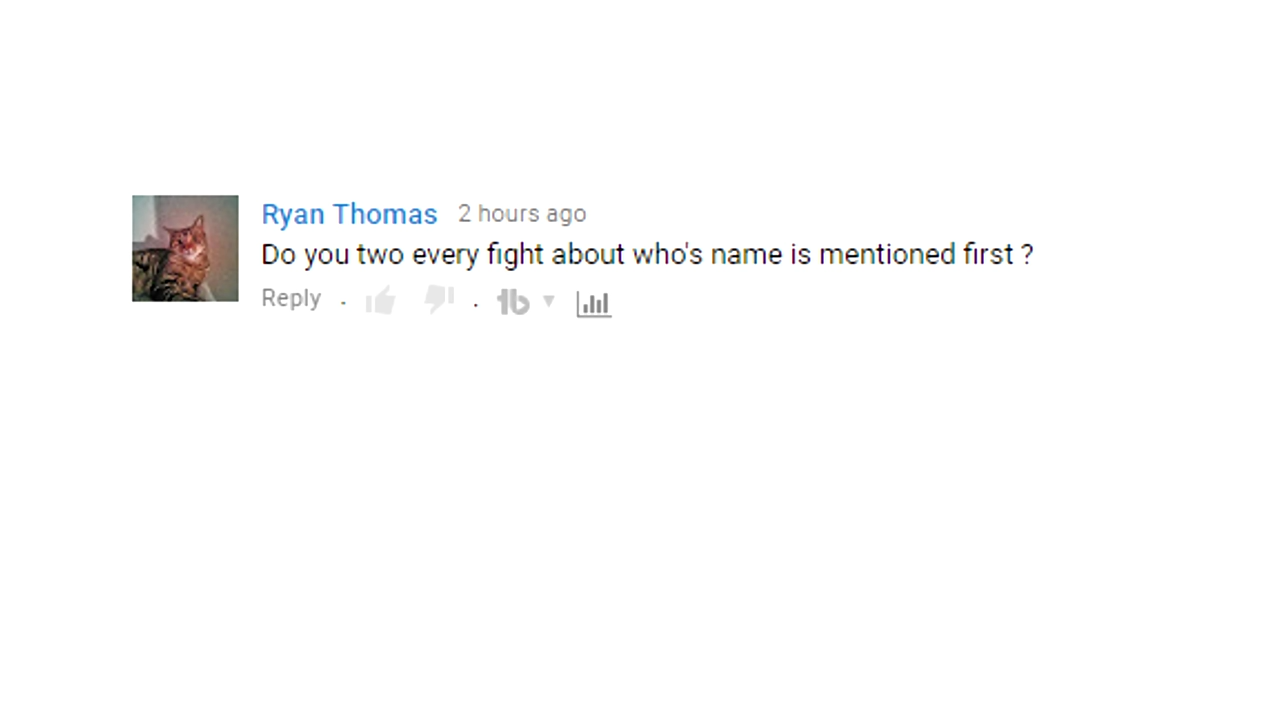 Ryan Thomas 2 hours ago
Do you two every fight about who's name is mentioned first ?
Reply